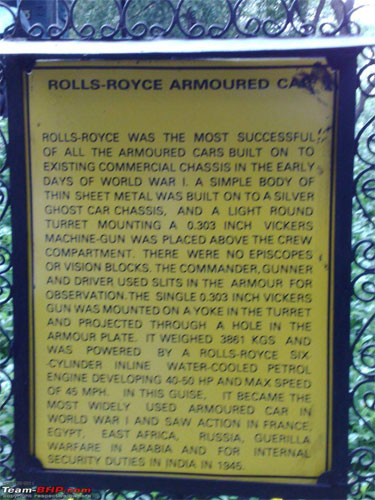 ROLLS-ROYCE ARMOURED CAR
ROLLS-ROYCE WAS THE MOST SUCCESSFUL
OF ALL THE ARMOURED CARS BUILT ON TO
EXISTING COMMERCIAL CHASSIS IN THE EARLY
DAYS OF WORLD WAR I. A SIMPLE BODY OF
THIN SHEET METAL WAS BUILT ON TO A SILVER
GHOST CAR CHASSIS, AND A LIGHT ROUND
TURRET MOUNTING A 0.303 INCH VICKERS
MACHINE-GUN WAS PLACED ABOVE THE CREW
COMPARTMENT. THERE WERE NO EPISCOPES
OR VISION BLOCKS. THE COMMANDER, GUNNER
AND DRIVER USED SLITS IN THE ARMOUR FOR
OBSERVATION. THE SINGLE 0.303 INCH VICKERS
GUN WAS MOUNTED ON A YOKE IN THE TURRET
AND PROJECTED THROUGH A HOLE IN THE
ARMOUR PLATE. IT WEIGHED 3861 KGS AND
WAS POWERED BY A ROLLS-ROYCE SIX-
-CYLINDER INLINE WATER-COOLED PETROL
ENGINE DEVELOPING 40-50 HP AND MAX SPEED
OF 45 MPH. IN THIS GUISE, IT BECAME THE
MOST WIDELY USED ARMOURED CAR IN
WORLD WAR I AND SAW ACTION IN FRANCE,
EGYPT, EAST AFRICA, RUSSIA, GUERILLA
WARFARE IN ARABIA AND FOR INTERNAL
SECURITY DUTIES IN INDIA IN 1945.
Team-BHP.com